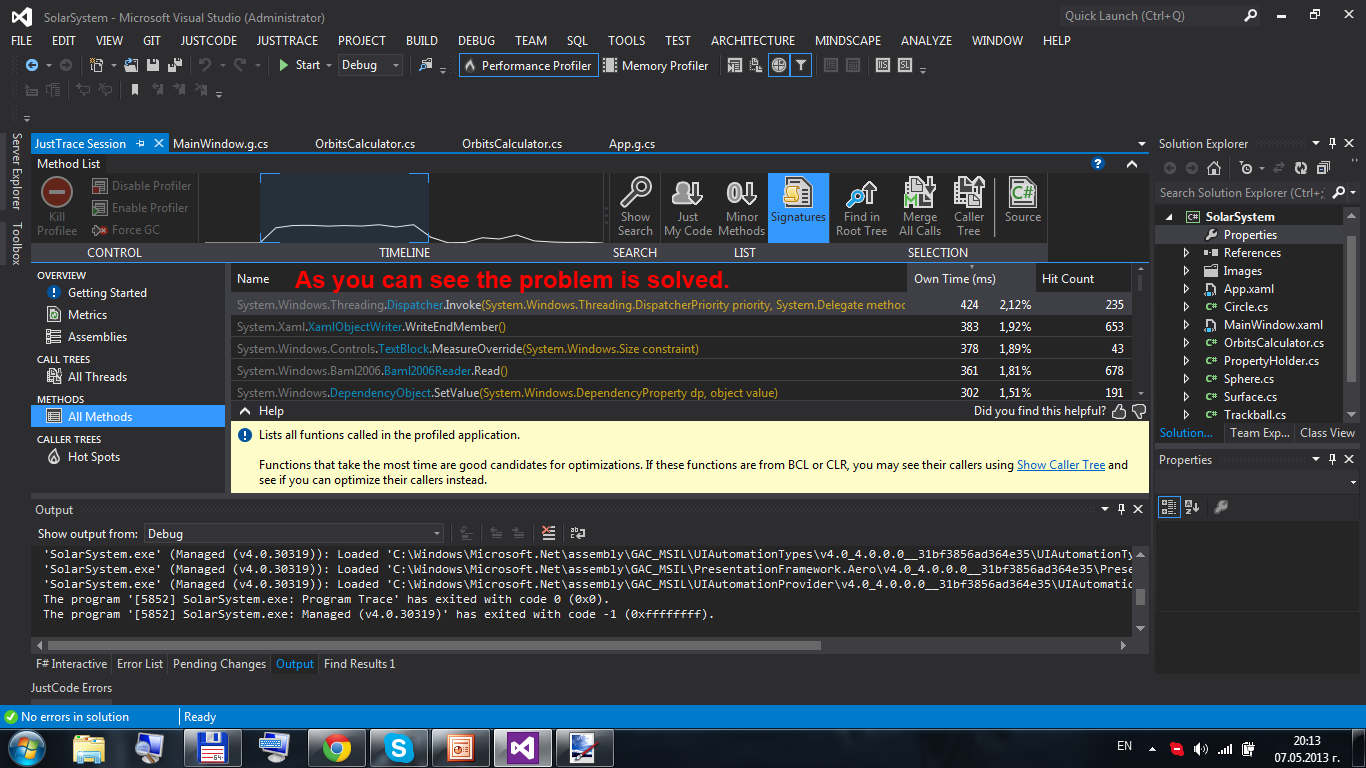 SolarSystem - Microsoft Visual Studio (Administrator)
Quick Launch (Ctrl+Q)
FILE EDIT VIEW GIT JUSTCODE JUSTTRACE PROJECT BUILD DEBUG TEAM SQL TOOLS TEST ARCHITECTURE MINDSCAPE ANALYZE WINDOW HELP
Start Debug Performance Profiler Memory Profiler
Server Explorer
Toolbox
JustTrace Session MainWindow.g.cs OrbitsCalculator.cs OrbitsCalculator.cs App.g.cs
Method List
Kill Profilee
Disable Profiler
Enable Profiler
Force GC
Show Search
Just My Code
Minor Methods
Signatures
Find in Root Tree
Merge All Calls
Caller Tree
Source
CONTROL TIMELINE SEARCH LIST SELECTION
OVERVIEW
Getting Started
Metrics
Assemblies
CALL TREES
All Threads
METHODS
All Methods
CALLER TREES
Hot Spots
Name As you can see the problem is solved. Own Time (ms) Hit Count
System.Windows.Threading.Dispatcher.Invoke(System.Windows.Threading.DispatcherPriority priority, System.Delegate method 424 2,12% 235
System.Xaml.XamlObjectWriter.WriteEndMember() 383 1,92% 653
System.Windows.Controls.TextBlock.MeasureOverride(System.Windows.Size constraint) 378 1,89% 43
System.Windows.Baml2006.Baml2006Reader.Read() 361 1,81% 678
System.Windows.DependencyObject.SetValue(System.Windows.DependencyProperty dp, object value) 302 1,51% 191
Help Did you find this helpful?
Lists all funtions called in the profiled application.
Functions that take the most time are good candidates for optimizations. If these functions are from BCL or CLR, you may see their callers using Show Caller Tree and
see if you can optimize their callers instead.
Output
Show output from: Debug
'SolarSystem.exe' (Managed (v4.0.30319)): Loaded 'C:\Windows\Microsoft.Net\assembly\GAC_MSIL\UIAutomationTypes\v4.0_4.0.0.0__31bf3856ad364e35\UIAutomationTy
'SolarSystem.exe' (Managed (v4.0.30319)): Loaded 'C:\Windows\Microsoft.Net\assembly\GAC_MSIL\PresentationFramework.Aero\v4.0_4.0.0.0__31bf3856ad364e35\Prese
'SolarSystem.exe' (Managed (v4.0.30319)): Loaded 'C:\Windows\Microsoft.Net\assembly\GAC_MSIL\UIAutomationProvider\v4.0_4.0.0.0__31bf3856ad364e35\UIAutomatio
The program '[5852] SolarSystem.exe: Program Trace' has exited with code 0 (0x0).
The program '[5852] SolarSystem.exe: Managed (v4.0.30319)' has exited with code -1 (0xffffffff).
F# Interactive Error List Pending Changes Output Find Results 1
JustCode Errors
Solution Explorer
Search Solution Explorer (Ctrl+;
SolarSystem
Properties
References
Images
App.xaml
Circle.cs
MainWindow.xaml
OrbitsCalculator.cs
PropertyHolder.cs
Sphere.cs
Surface.cs
Trackball.cs
Solution... Team Exp... Class View
Properties
No errors in solution Ready
64
EN
20:13
07.05.2013 г.